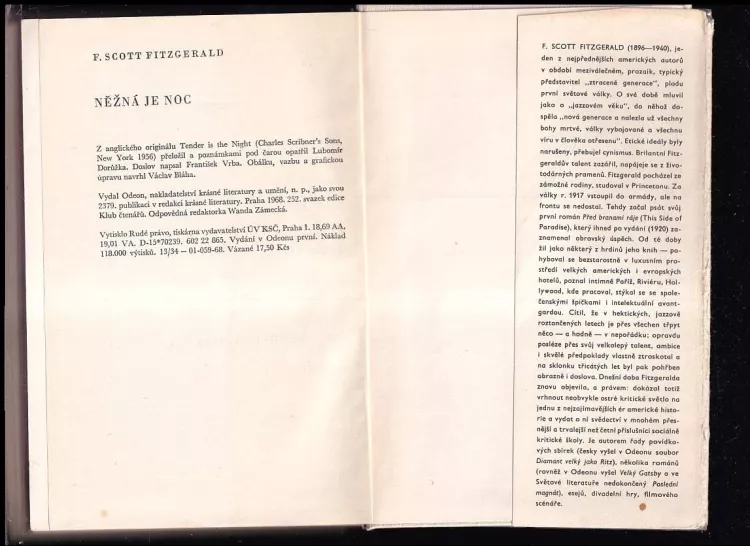 F. SCOTT FITZGERALD
NĚŽNÁ JE NOC
Z anglického originálu Tender is the Night (Charles Scribner's Sons,
New York 1956) přeložil a poznámkami pod čarou opatřil Lubomír
Dorůžka. Doslov napsal František Vrba. Obálku, vazbu a grafickou
úpravu navrhl Václav Bláha.
Vydal Odeon, nakladatelství krásné literatury a umění, n. p., jako svou
2379. publikaci v redakci krásné literatury. Praha 1968. 252. svazek edice
Klub čtenářů. Odpovědná redaktorka Wanda Zámecká.
Vytisklo Rudé právo, tiskárna vydavatelství ÚV KSČ, Praha 1. 18,69 AA,
19,01 VA. D-15*70239. 602 22 865. Vydání v Odeonu první. Náklad
118.000 výtisků. 13/34 — 01-059-68. Vázané 17,50 Kčs
F. SCOTT FITZGERALD (1896—1940), je-
den z nejpřednějších amerických autorů
v období meziválečném, prozaik, typický
představitel „ztracené generace", plodu
první světové války. O své době mluvil
jako o „jazzovém věku", do něhož do-
spěla „nová generace a nalezla už všechny
bohy mrtvé, války vybojované a všechnu
víru v člověka otřesenu". Etické ideály byly
narušeny, přebujel cynismus. Brilantní Fitz-
geraldův talent zazářil, napájeje se z živo-
todárných pramenů. Fitzgerald pocházel ze
zámožné rodiny, studoval v Princetonu. Za
války r. 1917 vstoupil do armády, ale na
frontu se nedostal. Tehdy začal psát svůj
první román Před branami ráje (This Side of
Paradise), který ihned po vydání (1920) za-
znamenal obrovský úspěch. Od té doby
žil jako některý z hrdinů jeho knih — po-
hyboval se bezstarostně v luxusním pro-
středí velkých amerických i evropských
hotelů, poznal intimně Paříž, Riviéru, Hol-
lywood, kde pracoval, stýkal se se spole-
čenskými špičkami i intelektuální avant-
gardou. Cítil, že v hektických, jazzově
roztančených letech je přes všechen třpyt
něco — a hodně — v nepořádku; opravdu
posléze přes svůj velkolepý talent, ambice
i skvělé předpoklady vlastně ztroskotal a
na sklonku třicátých let byl pak pohřben
obrazně i doslova. Dnešní doba Fitzgeralda
znovu objevila, a právem: dokázal totiž
vrhnout neobvykle ostré kritické světlo na
jednu z nejzajímavějších ér americké histo-
rie a vydat o ní svědectví v mnohém přes-
nější a trvalejší než četní příslušníci sociálně
kritické školy. Je autorem řady povídko-
vých sbírek (česky vyšel v Odeonu soubor
Diamant velký jako Ritz), několika románů
(rovněž v Odeonu vyšel Velký Gatsby a ve
Světové literatuře nedokončený Poslední
magnát), esejů, divadelní hry, filmového
scénáře.